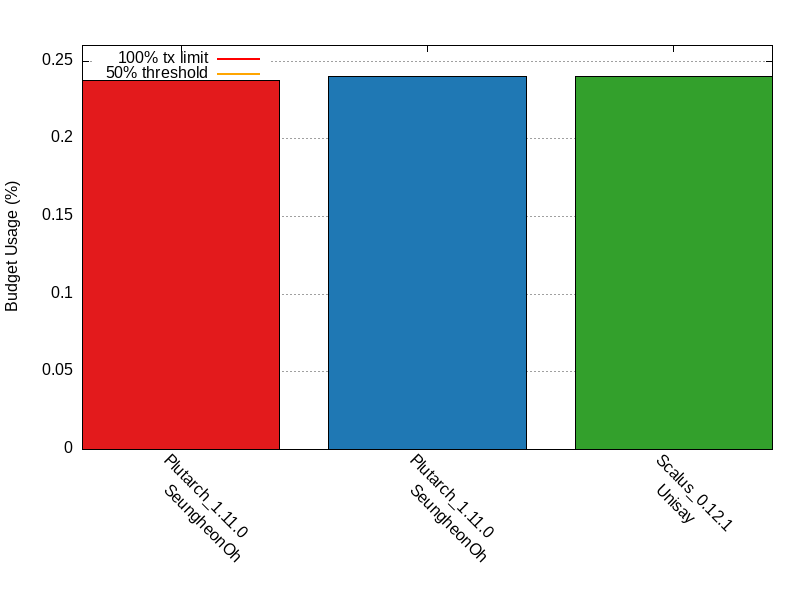 100% tx limit
50% threshold
0.25
0.2
0.15
0.1
0.05
0
Budget Usage (%)
Plutarch_1.11.0
SeungheonOh
Plutarch_1.11.0
SeungheonOh
Scalus_0.12.1
Unisay